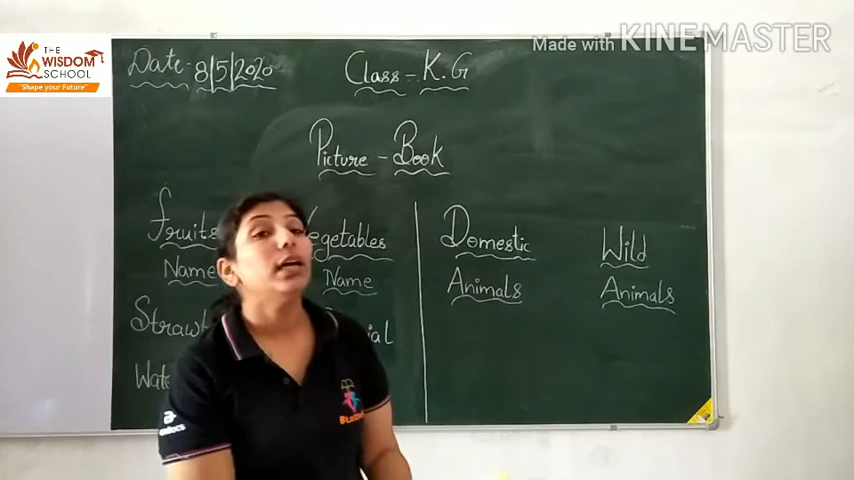 Made with KINEMASTER
THE
WISDOM
SCHOOL
"Shape your Future"
Date- 8/5/2020
Class - K.G
Picture - Book
Fruits
Name
Vegetables
Name
Domestic
Animals
Wild
Animals